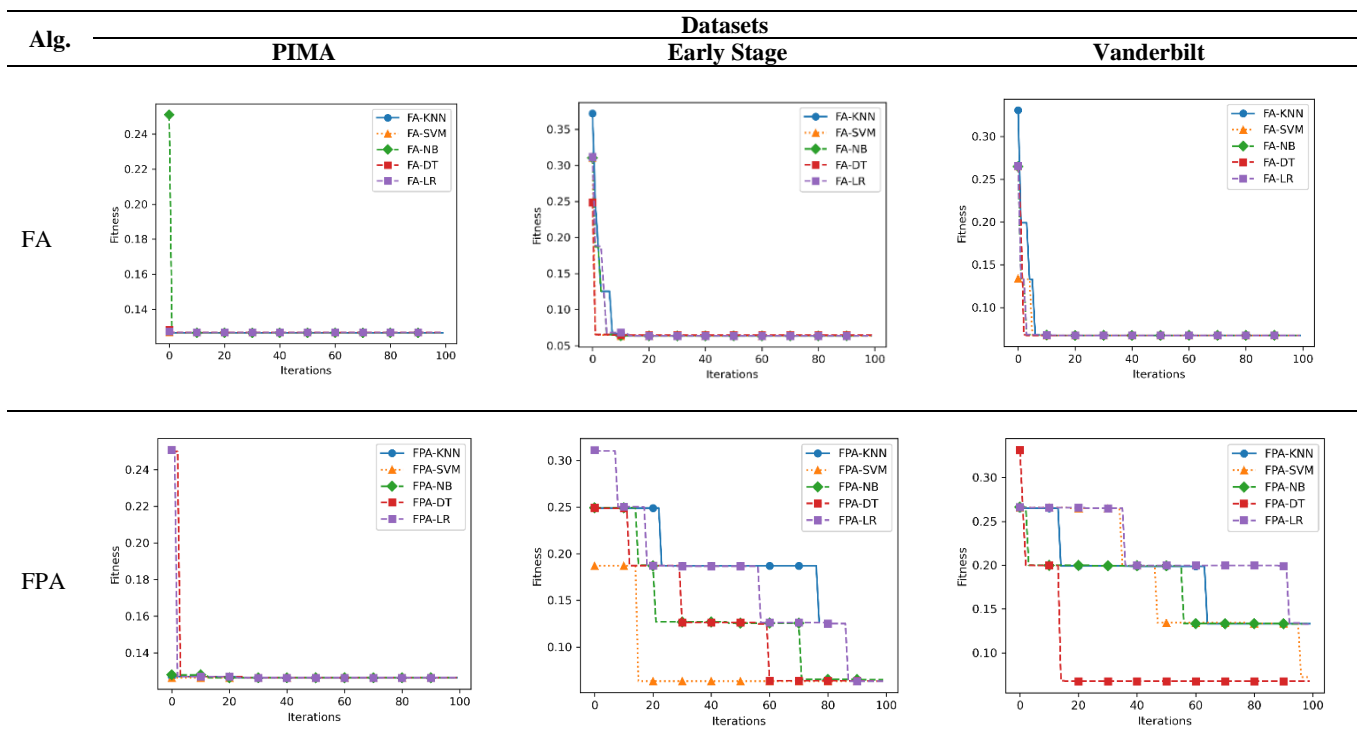 Alg.
Datasets
PIMA
Early Stage
Vanderbilt
FA
0.24
0.22
0.20
0.18
0.16
0.14
Fitness
0
20
40
60
80
100
Iterations
FA-KNN
FA-SVM
FA-NB
FA-DT
FA-LR
0.35
0.30
0.25
0.20
0.15
0.10
0.05
Fitness
0
20
40
60
80
100
Iterations
FA-KNN
FA-SVM
FA-NB
FA-DT
FA-LR
0.30
0.25
0.20
0.15
0.10
Fitness
0
20
40
60
80
100
Iterations
FA-KNN
FA-SVM
FA-NB
FA-DT
FA-LR
FPA
0.24
0.22
0.20
0.18
0.16
0.14
Fitness
0
20
40
60
80
100
Iterations
FPA-KNN
FPA-SVM
FPA-NB
FPA-DT
FPA-LR
0.30
0.25
0.20
0.15
0.10
Fitness
0
20
40
60
80
100
Iterations
FPA-KNN
FPA-SVM
FPA-NB
FPA-DT
FPA-LR
0.30
0.25
0.20
0.15
0.10
Fitness
0
20
40
60
80
100
Iterations
FPA-KNN
FPA-SVM
FPA-NB
FPA-DT
FPA-LR